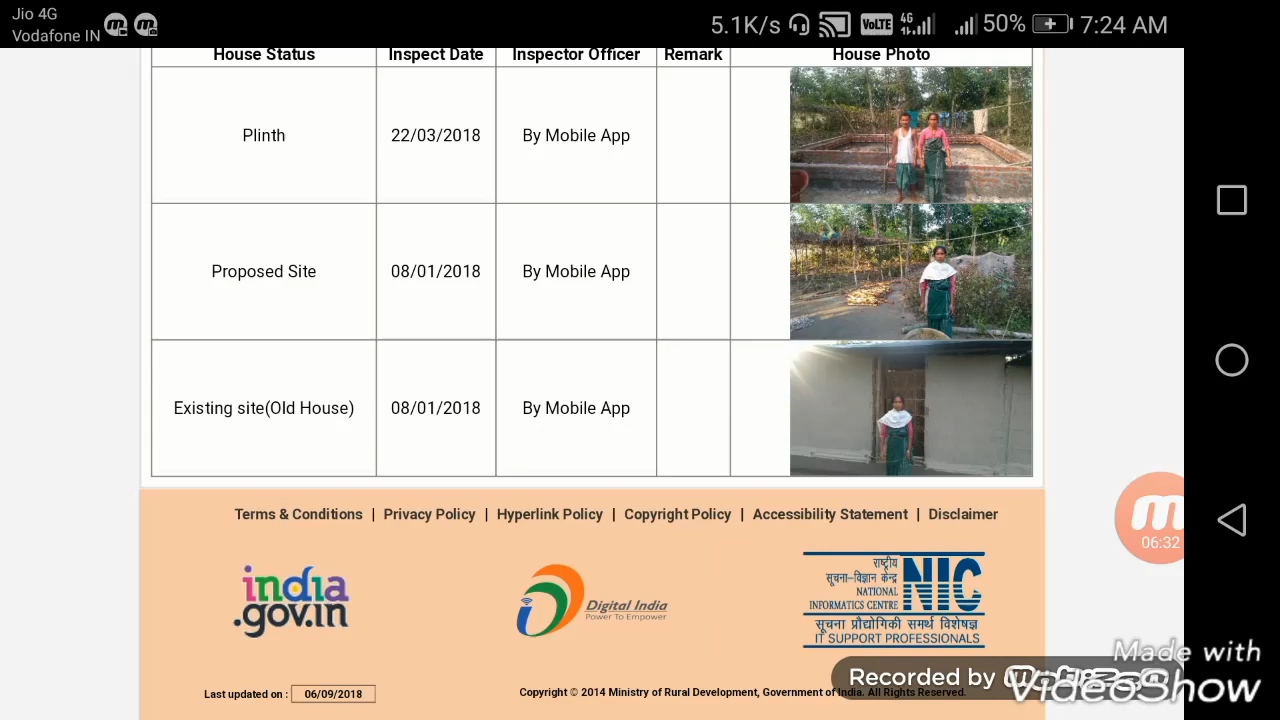 Jio 4G
Vodafone IN
5.1K/s VoLTE 4G 50% 7:24 AM
House Status Inspect Date Inspector Officer Remark House Photo
Plinth 22/03/2018 By Mobile App
Proposed Site 08/01/2018 By Mobile App
Existing site(Old House) 08/01/2018 By Mobile App
06:32
Terms & Conditions | Privacy Policy | Hyperlink Policy | Copyright Policy | Accessibility Statement | Disclaimer
india
.gov.in
Digital India
Power To Empower
राष्ट्रीय
सूचना-विज्ञान केन्द्र
NATIONAL
INFORMATICS CENTRE
NIC
सूचना प्रौद्योगिकी समर्थ विशेषज्ञ
IT SUPPORT PROFESSIONALS
Made with
VideoShow
Recorded by
Last updated on : 06/09/2018
Copyright © 2014 Ministry of Rural Development, Government of India. All Rights Reserved.